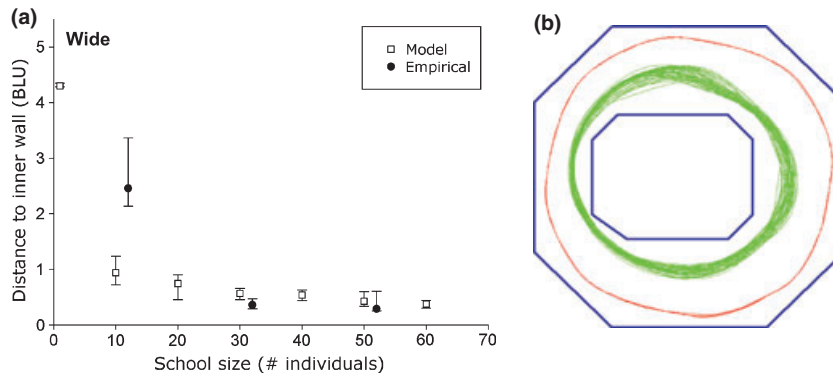 (a)
Wide
Model
Empirical
Distance to inner wall (BLU)
5
4
3
2
1
0
0 10 20 30 40 50 60 70
School size (# individuals)
(b)